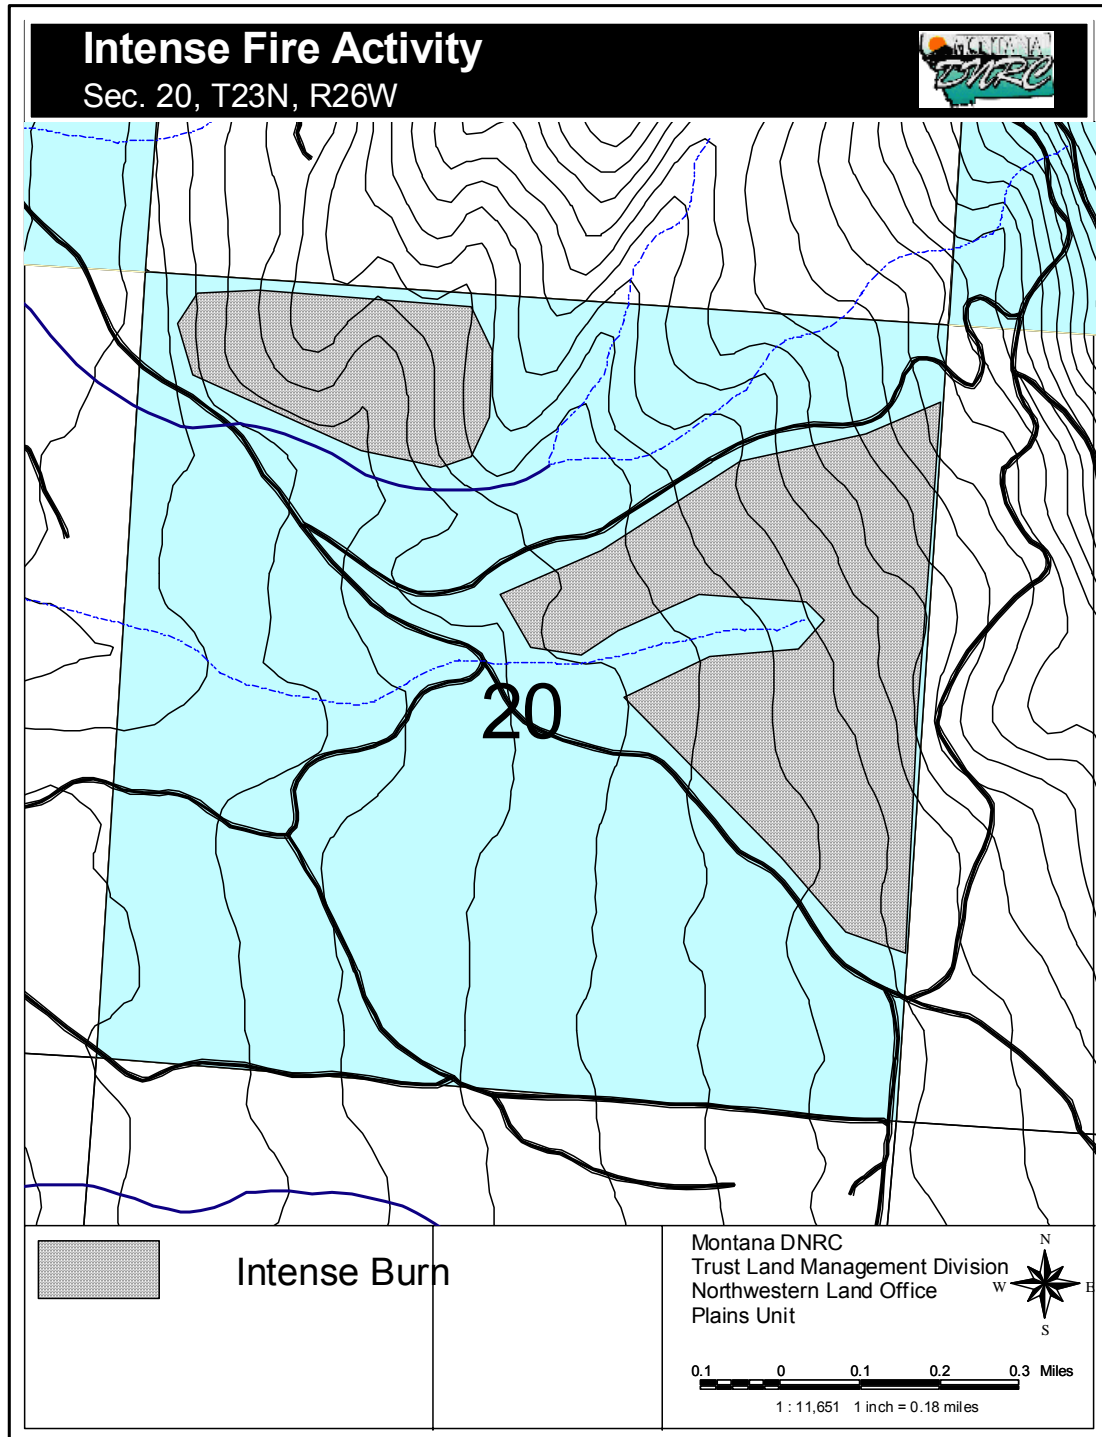 Intense Fire Activity
Sec. 20, T23N, R26W
MONTANA
DNRC
20
Intense Burn
Montana DNRC
Trust Land Management Division
Northwestern Land Office
Plains Unit
N
W
E
S
0.1 0 0.1 0.2 0.3 Miles
1 : 11,651 1 inch = 0.18 miles